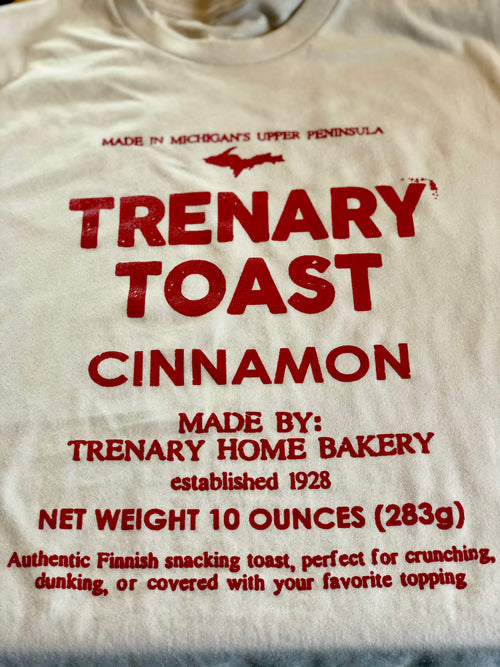 MADE IN MICHIGAN'S UPPER PENINSULA
TRENARY
TOAST
CINNAMON
MADE BY:
TRENARY HOME BAKERY
established 1928
NET WEIGHT 10 OUNCES (283g)
Authentic Finnish snacking toast, perfect for crunching,
dunking, or covered with your favorite topping